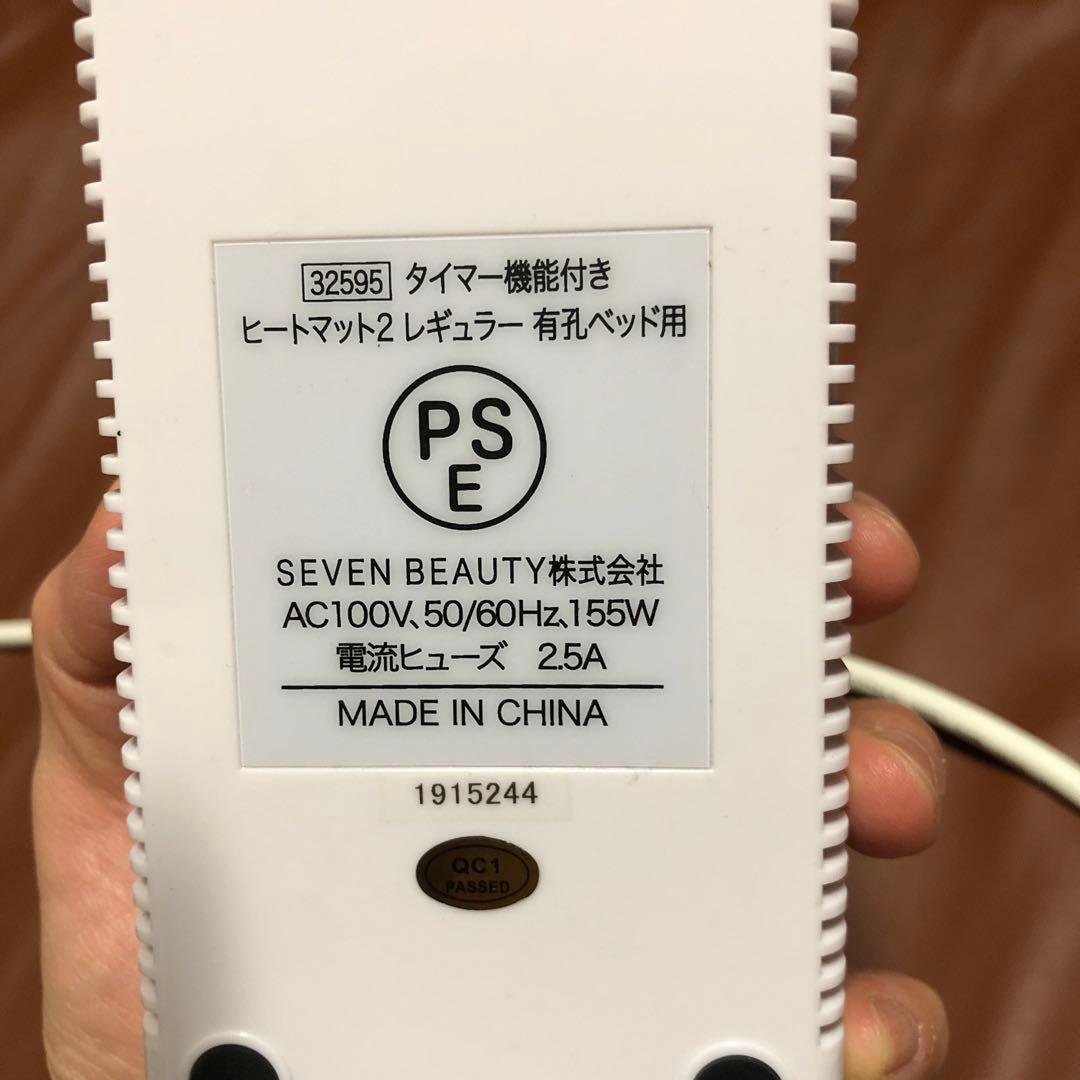 32595 タイマー機能付き
ヒートマット2 レギュラー 有孔ベッド用
PS
E
SEVEN BEAUTY株式会社
AC100V、50/60Hz、155W
電流ヒューズ 2.5A
MADE IN CHINA
1915244
QC1
PASSED